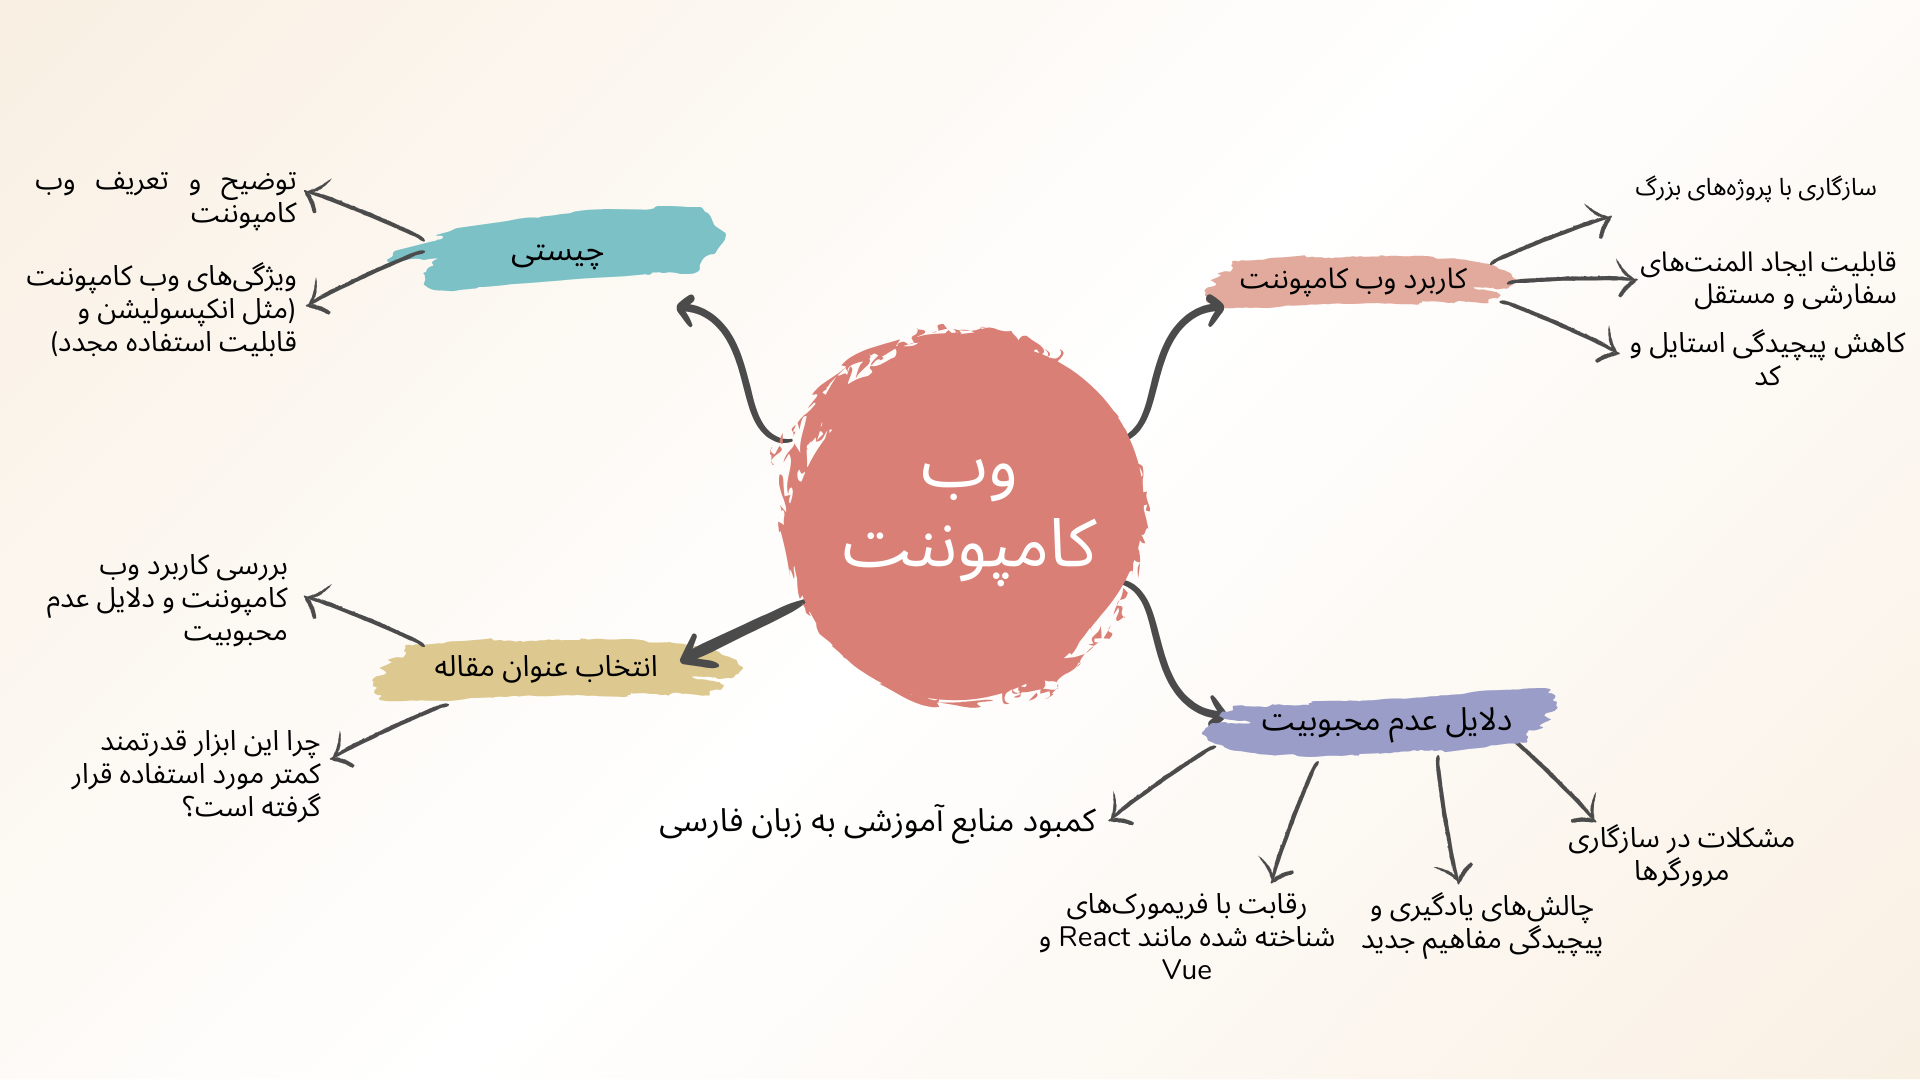 وب
کامپوننت
کاربرد وب کامپوننت
سازگاری با پروژه‌های بزرگ
قابلیت ایجاد المنت‌های
سفارشی و مستقل
کاهش پیچیدگی استایل و
کد
چیستی
توضیح و تعریف وب
کامپوننت
ویژگی‌های وب کامپوننت
(مثل انکپسولیشن و
قابلیت استفاده مجدد)
انتخاب عنوان مقاله
بررسی کاربرد وب
کامپوننت و دلایل عدم
محبوبیت
چرا این ابزار قدرتمند
کمتر مورد استفاده قرار
گرفته است؟
دلایل عدم محبوبیت
مشکلات در سازگاری
مرورگرها
چالش‌های یادگیری و
پیچیدگی مفاهیم جدید
رقابت با فریمورک‌های
شناخته شده مانند React و
Vue
کمبود منابع آموزشی به زبان فارسی